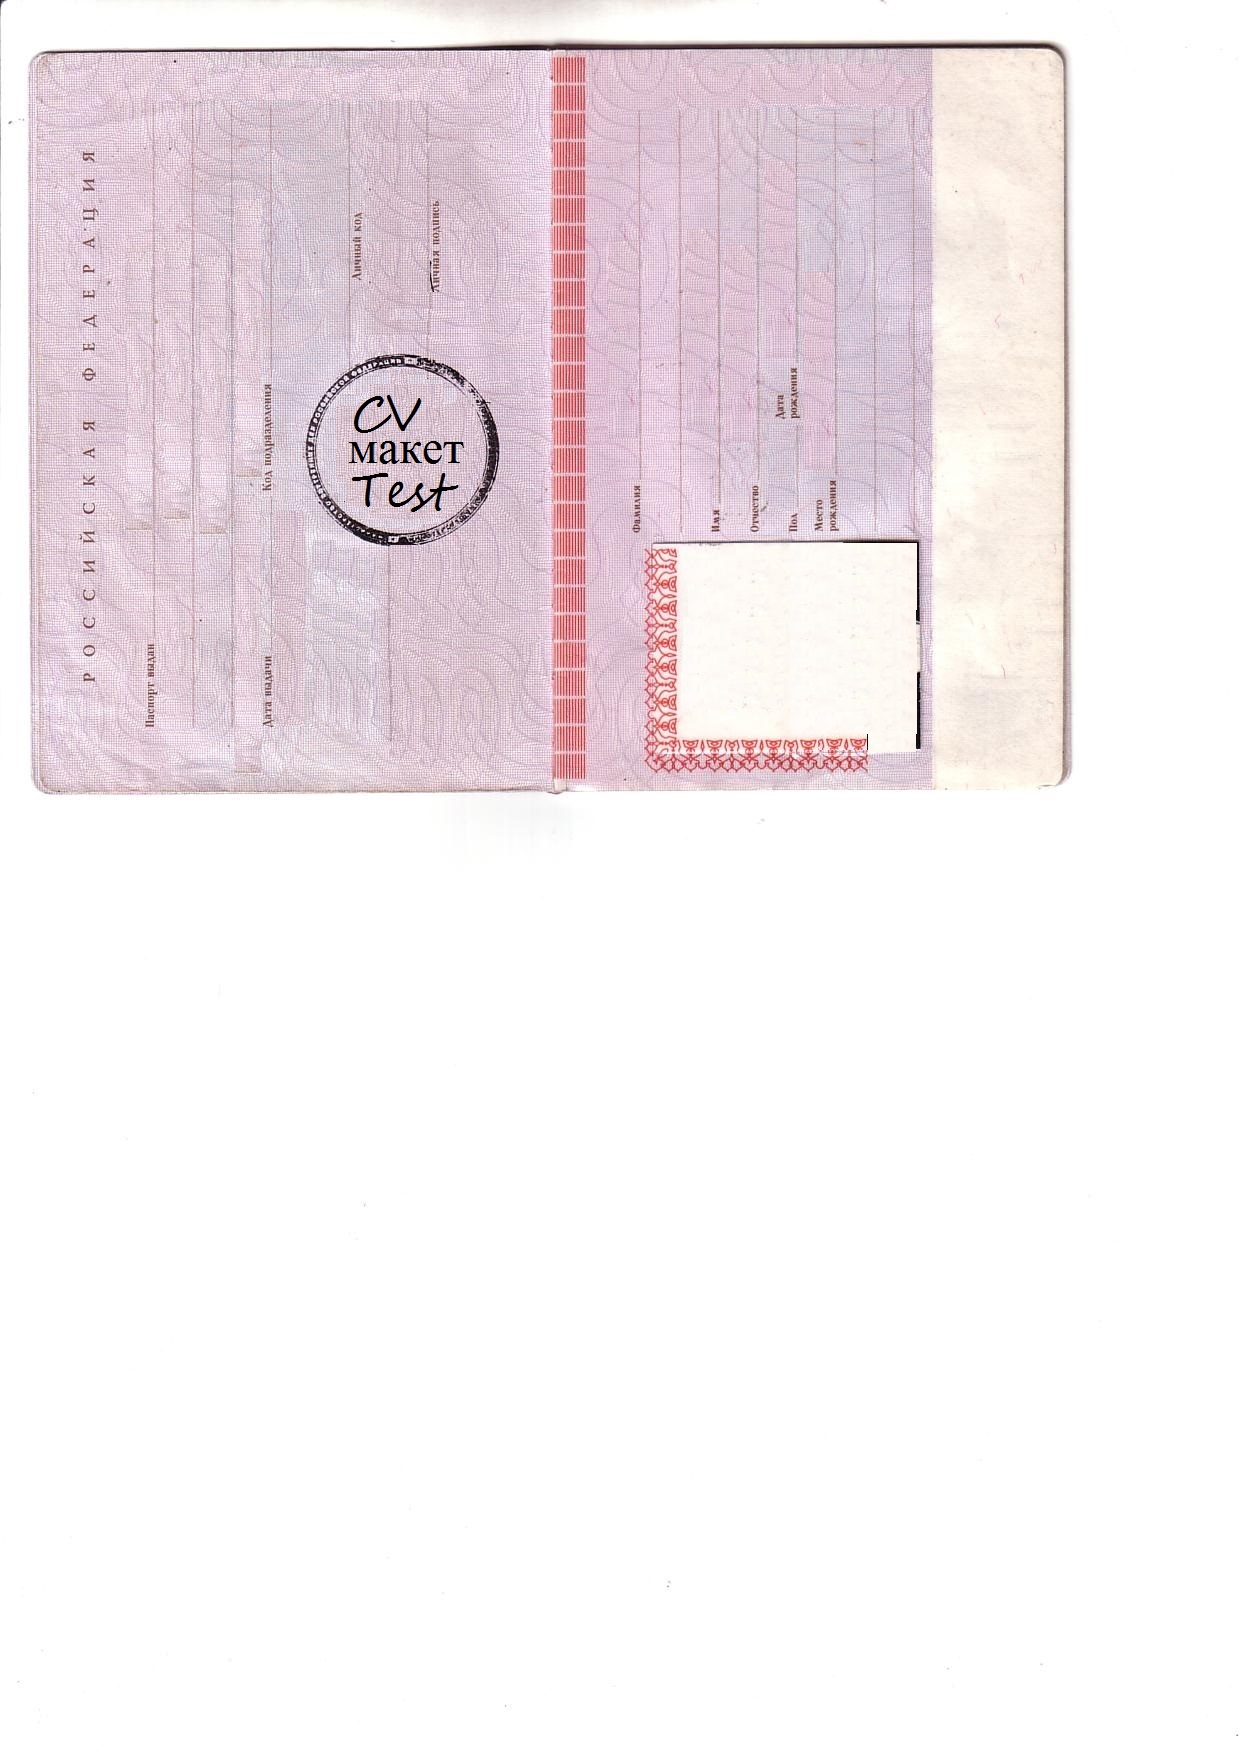 РОССИЙСКАЯ ФЕДЕРАЦИЯ
Паспорт выдан
Дата выдачи
Код подразделения
Личный код
Личная подпись
CV
макет
Test
Фамилия
Имя
Отчество
Пол
Дата
рождения
Место
рождения